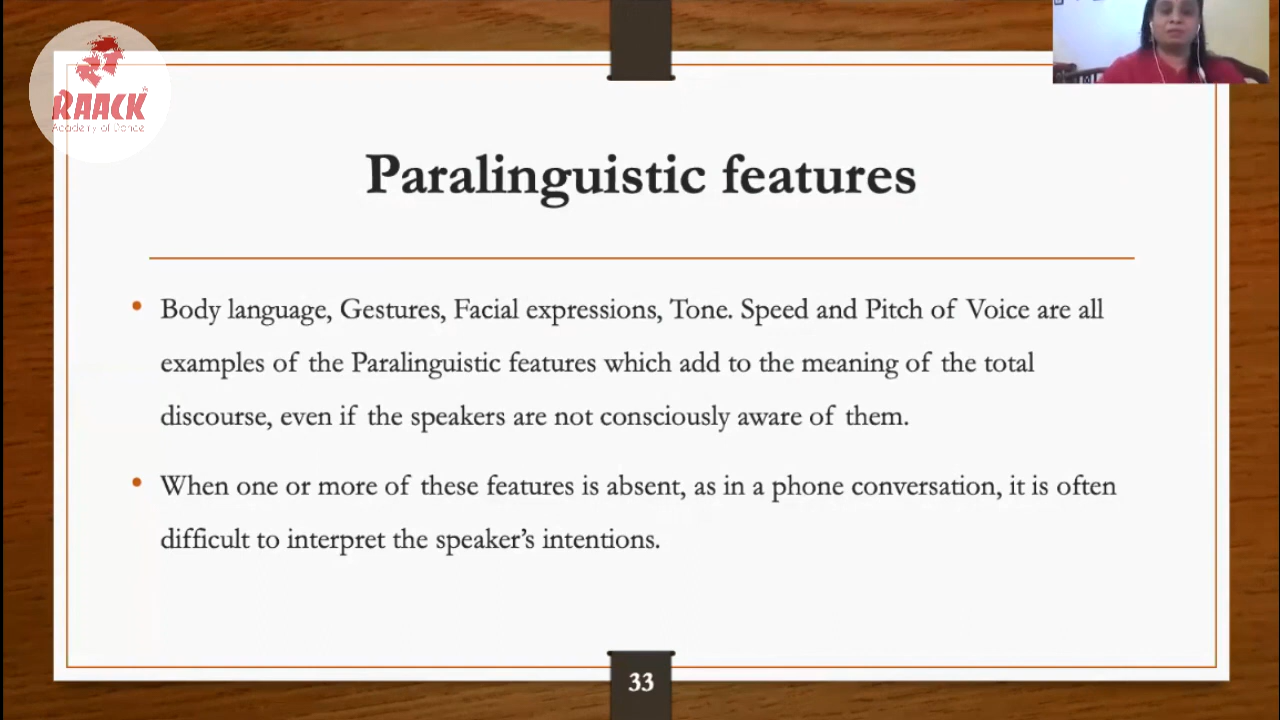 RAACK
Academy of Dance
Paralinguistic features
• Body language, Gestures, Facial expressions, Tone. Speed and Pitch of Voice are all
examples of the Paralinguistic features which add to the meaning of the total
discourse, even if the speakers are not consciously aware of them.
• When one or more of these features is absent, as in a phone conversation, it is often
difficult to interpret the speaker’s intentions.
33